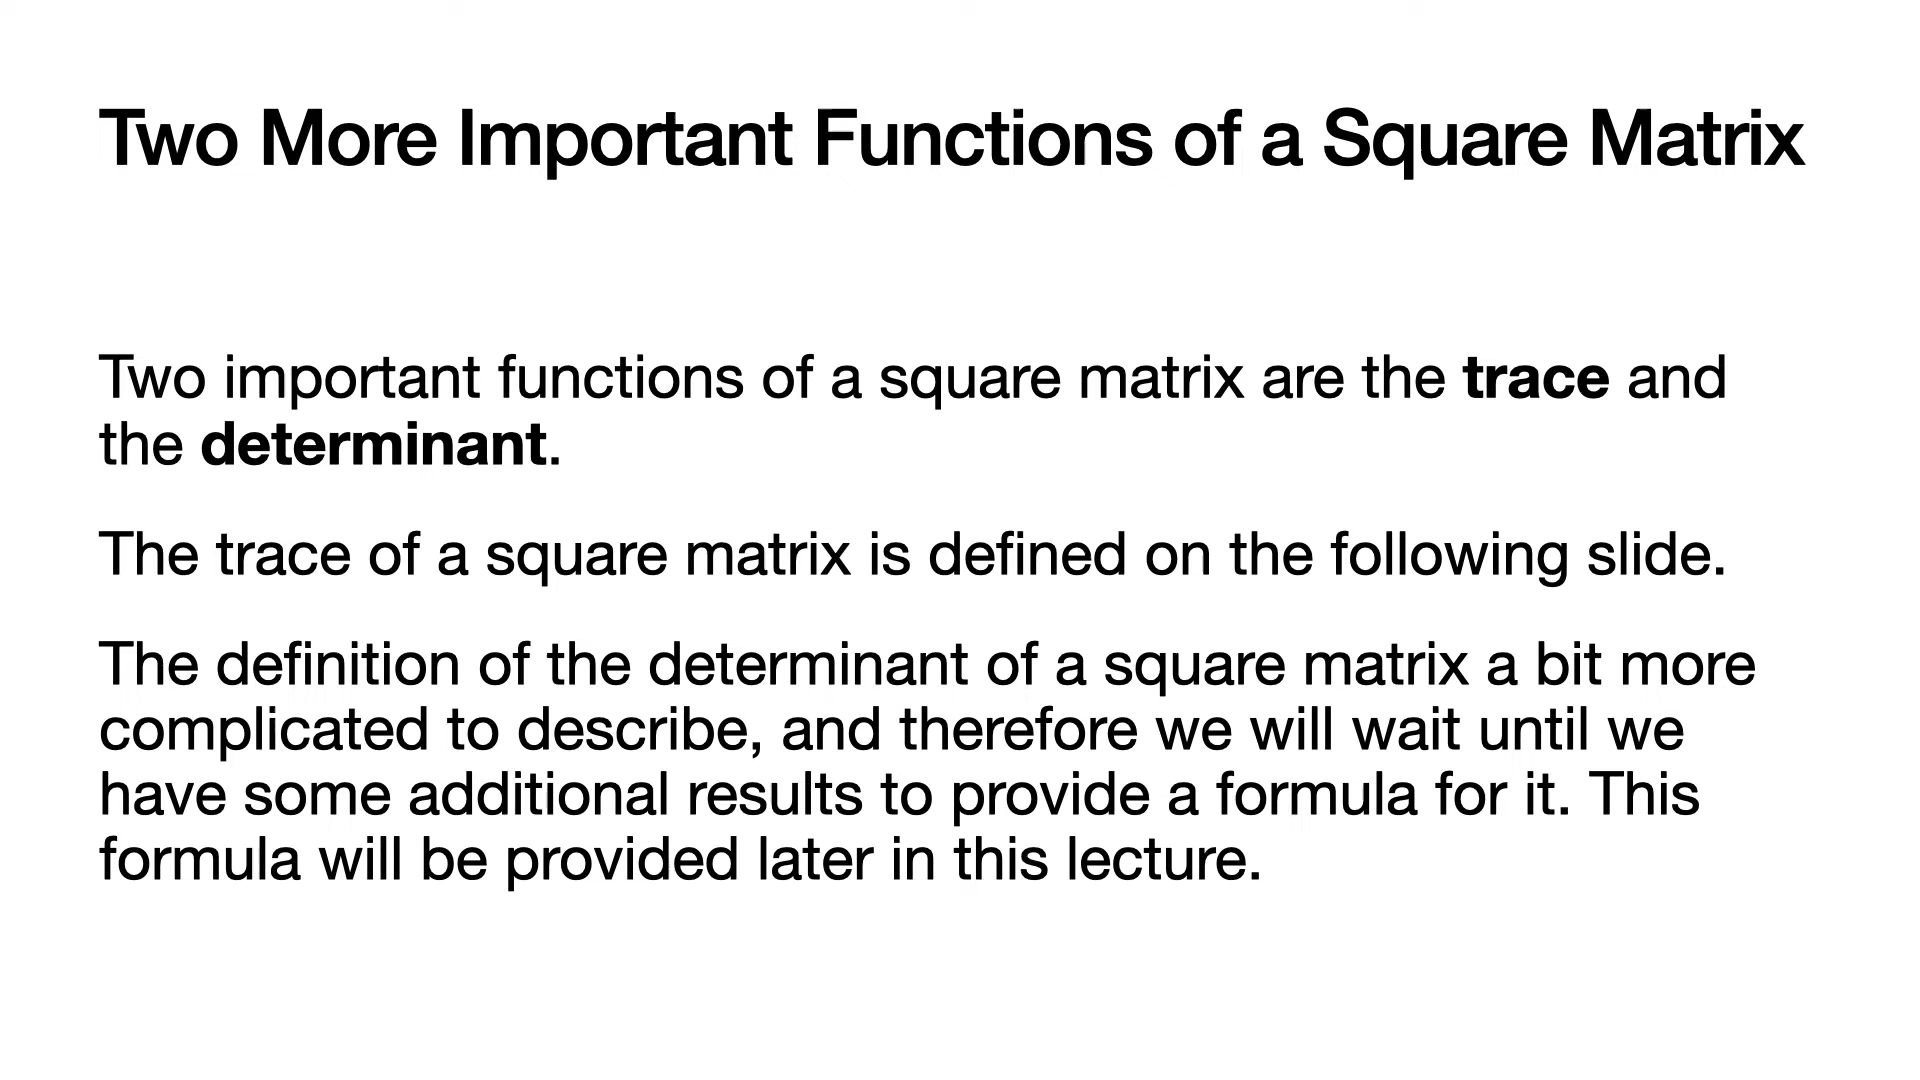 Two More Important Functions of a Square Matrix
Two important functions of a square matrix are the trace and
the determinant.
The trace of a square matrix is defined on the following slide.
The definition of the determinant of a square matrix a bit more
complicated to describe, and therefore we will wait until we
have some additional results to provide a formula for it. This
formula will be provided later in this lecture.